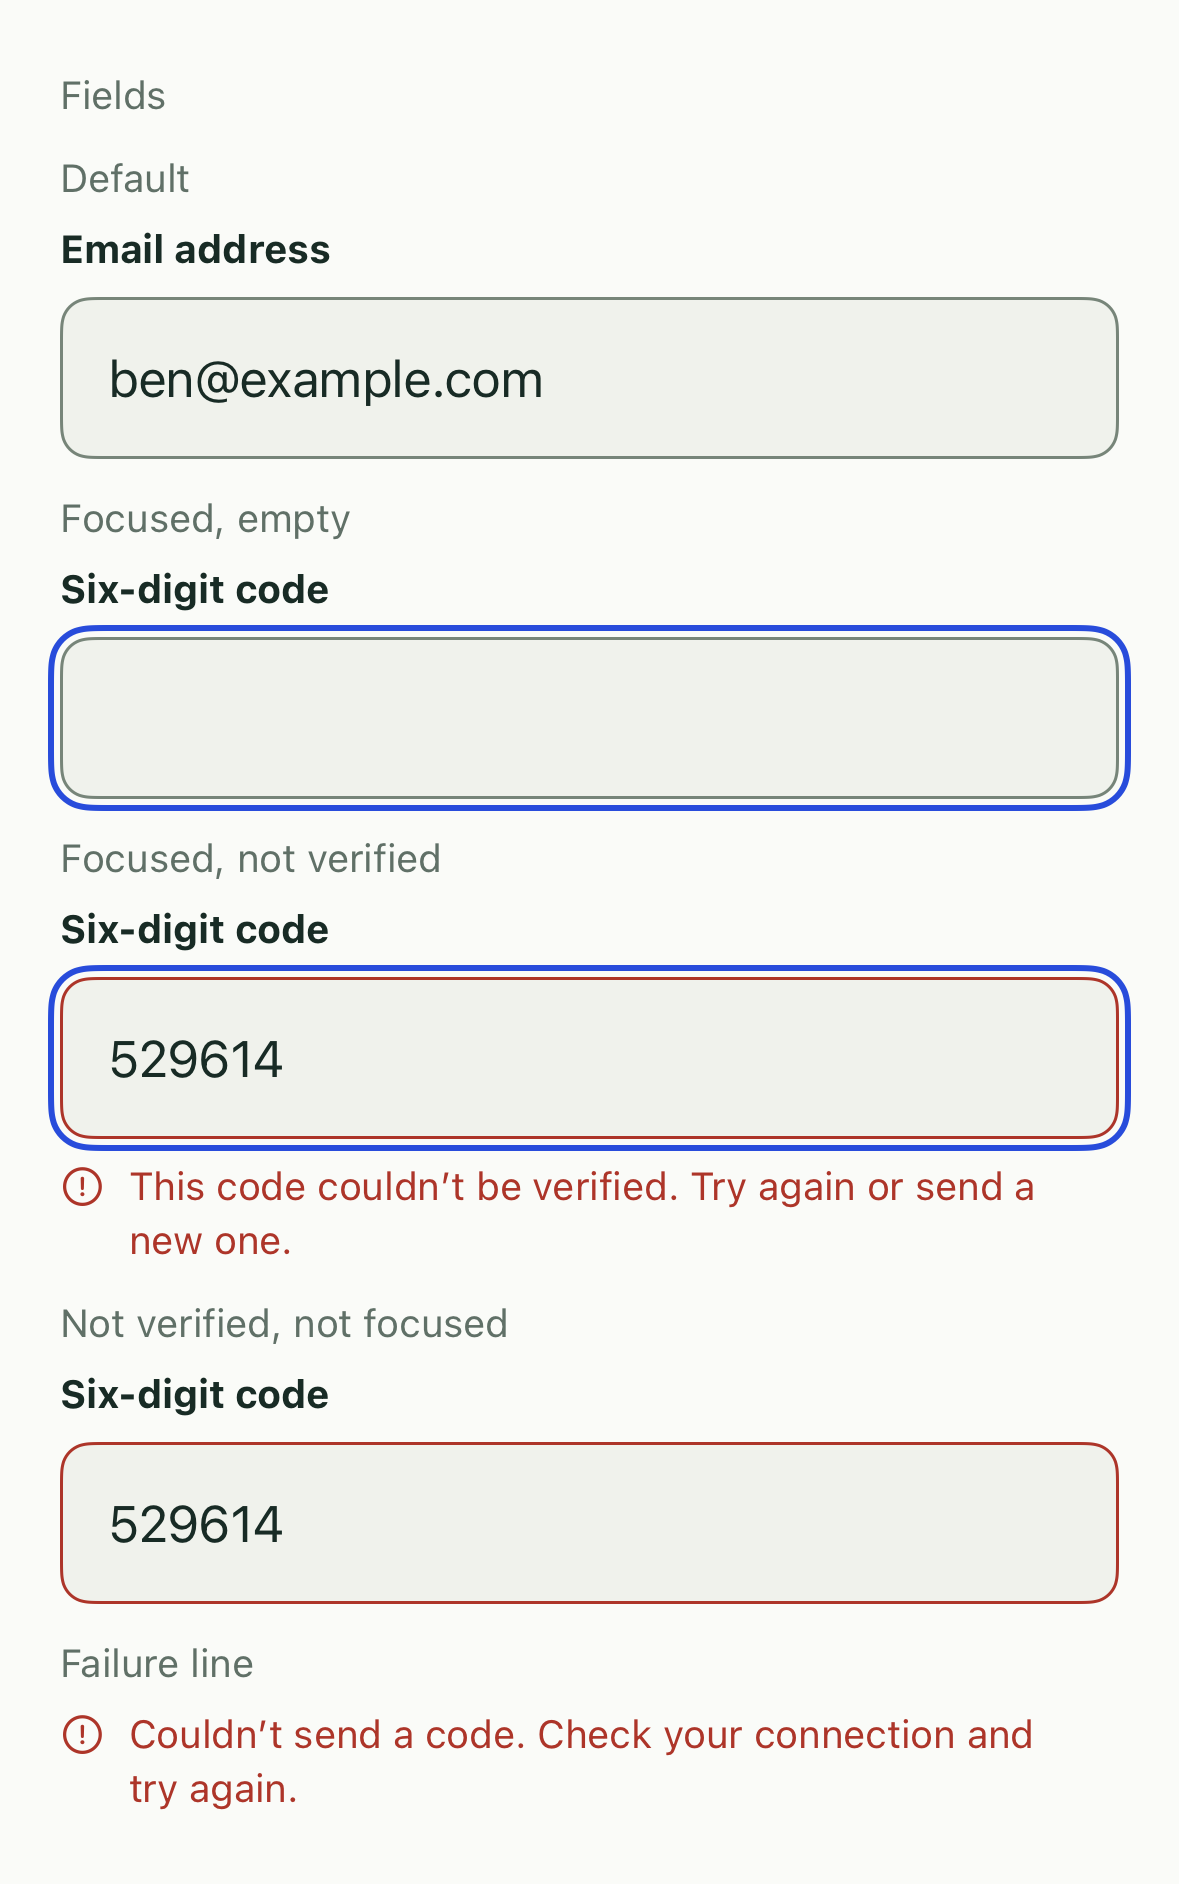 Fields
Default
Email address
ben@example.com
Focused, empty
Six-digit code
Focused, not verified
Six-digit code
529614
This code couldn’t be verified. Try again or send a
new one.
Not verified, not focused
Six-digit code
529614
Failure line
Couldn’t send a code. Check your connection and
try again.